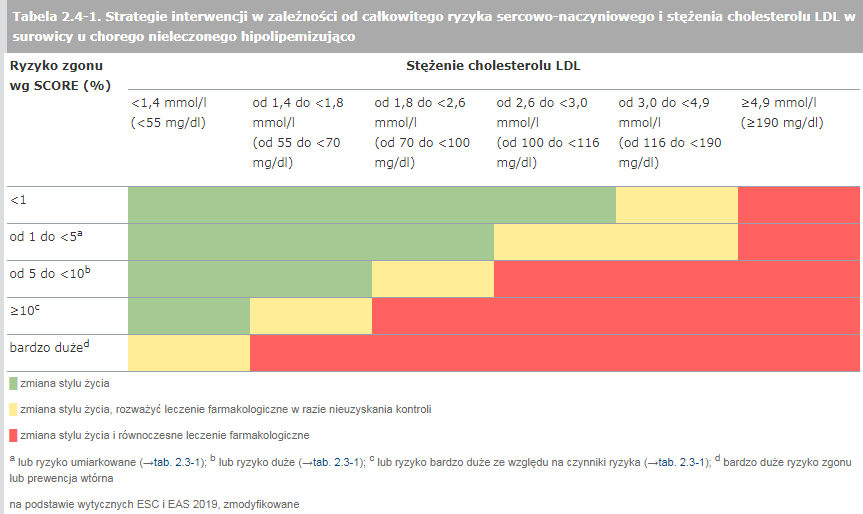 Tabela 2.4-1. Strategie interwencji w zależności od całkowitego ryzyka sercowo-naczyniowego i stężenia cholesterolu LDL w
surowicy u chorego nieleczonego hipolipemizująco
Ryzyko zgonu
wg SCORE (%)
Stężenie cholesterolu LDL
<1,4 mmol/l
(<55 mg/dl)
od 1,4 do <1,8
mmol/l
(od 55 do <70
mg/dl)
od 1,8 do <2,6
mmol/l
(od 70 do <100
mg/dl)
od 2,6 do <3,0
mmol/l
(od 100 do <116
mg/dl)
od 3,0 do <4,9
mmol/l
(od 116 do <190
mg/dl)
≥4,9 mmol/l
(≥190 mg/dl)
<1
od 1 do <5ᵃ
od 5 do <10ᵇ
≥10ᶜ
bardzo dużeᵈ
zmiana stylu życia
zmiana stylu życia, rozważyć leczenie farmakologiczne w razie nieuzyskania kontroli
zmiana stylu życia i równoczesne leczenie farmakologiczne
ᵃ lub ryzyko umiarkowane (→tab. 2.3-1); ᵇ lub ryzyko duże (→tab. 2.3-1); ᶜ lub ryzyko bardzo duże ze względu na czynniki ryzyka (→tab. 2.3-1); ᵈ bardzo duże ryzyko zgonu
lub prewencja wtórna
na podstawie wytycznych ESC i EAS 2019, zmodyfikowane